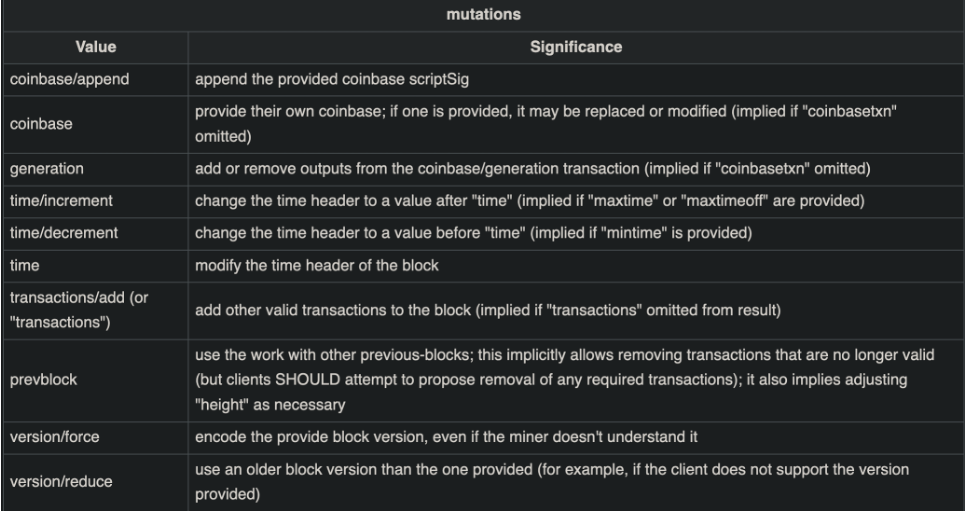 mutations
Value Significance
coinbase/append append the provided coinbase scriptSig
coinbase provide their own coinbase; if one is provided, it may be replaced or modified (implied if "coinbasetxn"
omitted)
generation add or remove outputs from the coinbase/generation transaction (implied if "coinbasetxn" omitted)
time/increment change the time header to a value after "time" (implied if "maxtime" or "maxtimeoff" are provided)
time/decrement change the time header to a value before "time" (implied if "mintime" is provided)
time modify the time header of the block
transactions/add (or
"transactions") add other valid transactions to the block (implied if "transactions" omitted from result)
prevblock use the work with other previous-blocks; this implicitly allows removing transactions that are no longer valid
(but clients SHOULD attempt to propose removal of any required transactions); it also implies adjusting
"height" as necessary
version/force encode the provide block version, even if the miner doesn't understand it
version/reduce use an older block version than the one provided (for example, if the client does not support the version
provided)